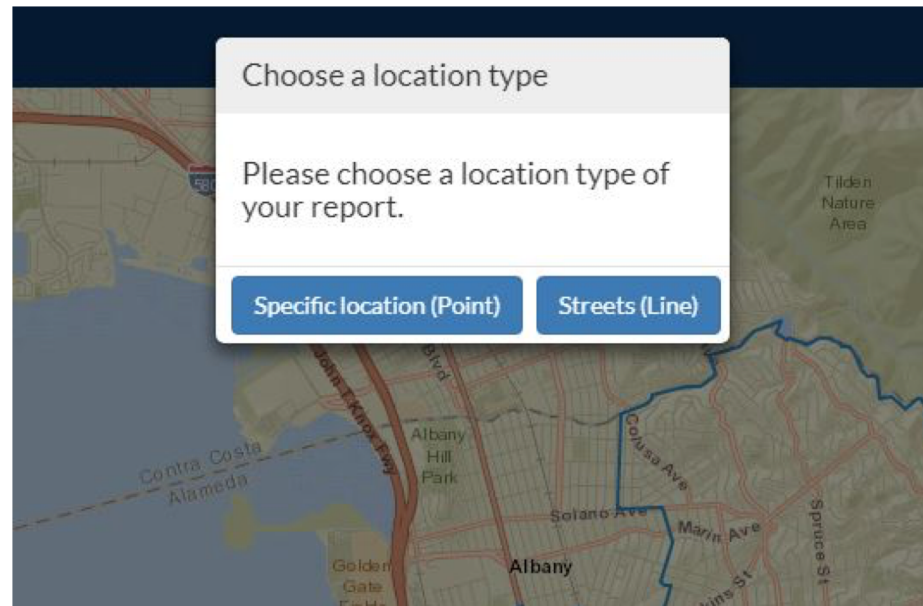 Choose a location type
Please choose a location type of
your report.
Specific location (Point)
Streets (Line)
580
Tilden
Nature
Area
John T Knox Fwy
Blvd
Albany
Hill
Park
Contra Costa
Alameda
Colusa Ave
Solano Ave
Marin Ave
Spruce St
Albany
Golden
Gate